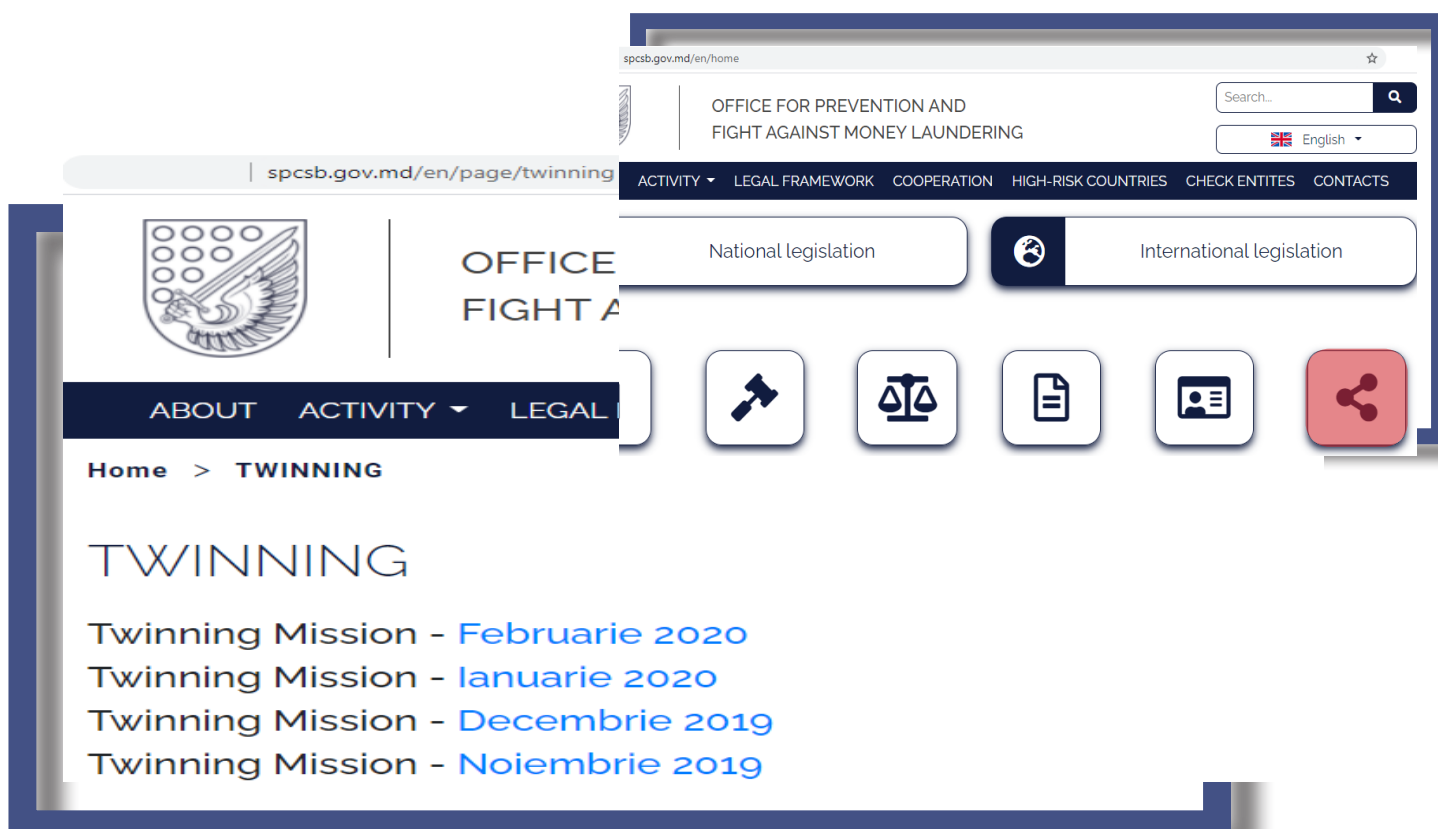 spcsb.gov.md/en/home
OFFICE FOR PREVENTION AND
FIGHT AGAINST MONEY LAUNDERING
Search...
English
ACTIVITY LEGAL FRAMEWORK COOPERATION HIGH-RISK COUNTRIES CHECK ENTITES CONTACTS
National legislation
International legislation
spcsb.gov.md/en/page/twinning
OFFICE
FIGHT A
ABOUT ACTIVITY LEGAL
Home > TWINNING
TWINNING
Twinning Mission - Februarie 2020
Twinning Mission - Ianuarie 2020
Twinning Mission - Decembrie 2019
Twinning Mission - Noiembrie 2019